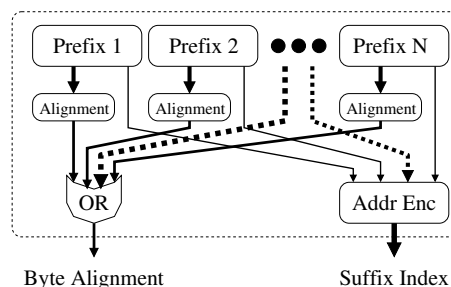 Prefix 1 Prefix 2 Prefix N
Alignment Alignment Alignment
OR Addr Enc
Byte Alignment Suffix Index